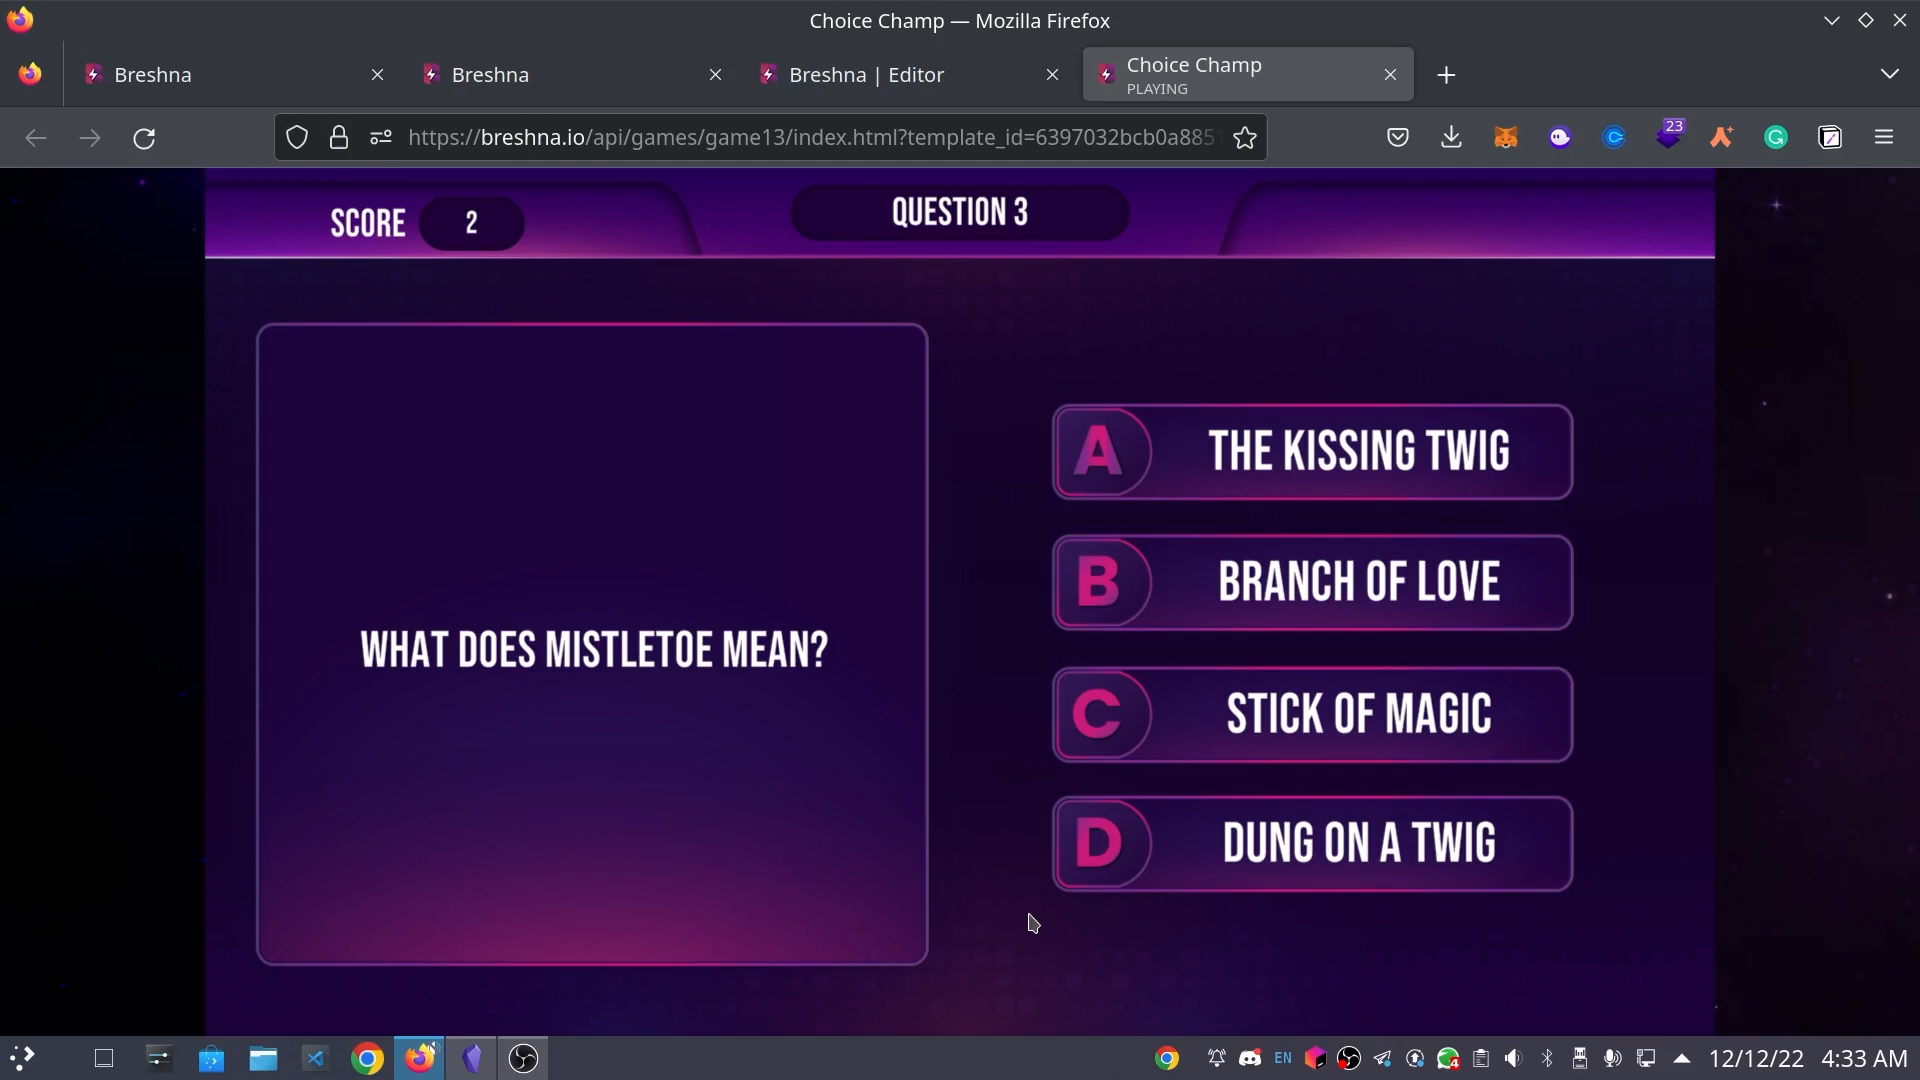 Choice Champ — Mozilla Firefox
Breshna
Breshna
Breshna | Editor
Choice Champ
PLAYING
https://breshna.io/api/games/game13/index.html?template_id=6397032bcb0a885
23
SCORE 2
QUESTION 3
WHAT DOES MISTLETOE MEAN?
A THE KISSING TWIG
B BRANCH OF LOVE
C STICK OF MAGIC
D DUNG ON A TWIG
EN
4
12/12/22 4:33 AM